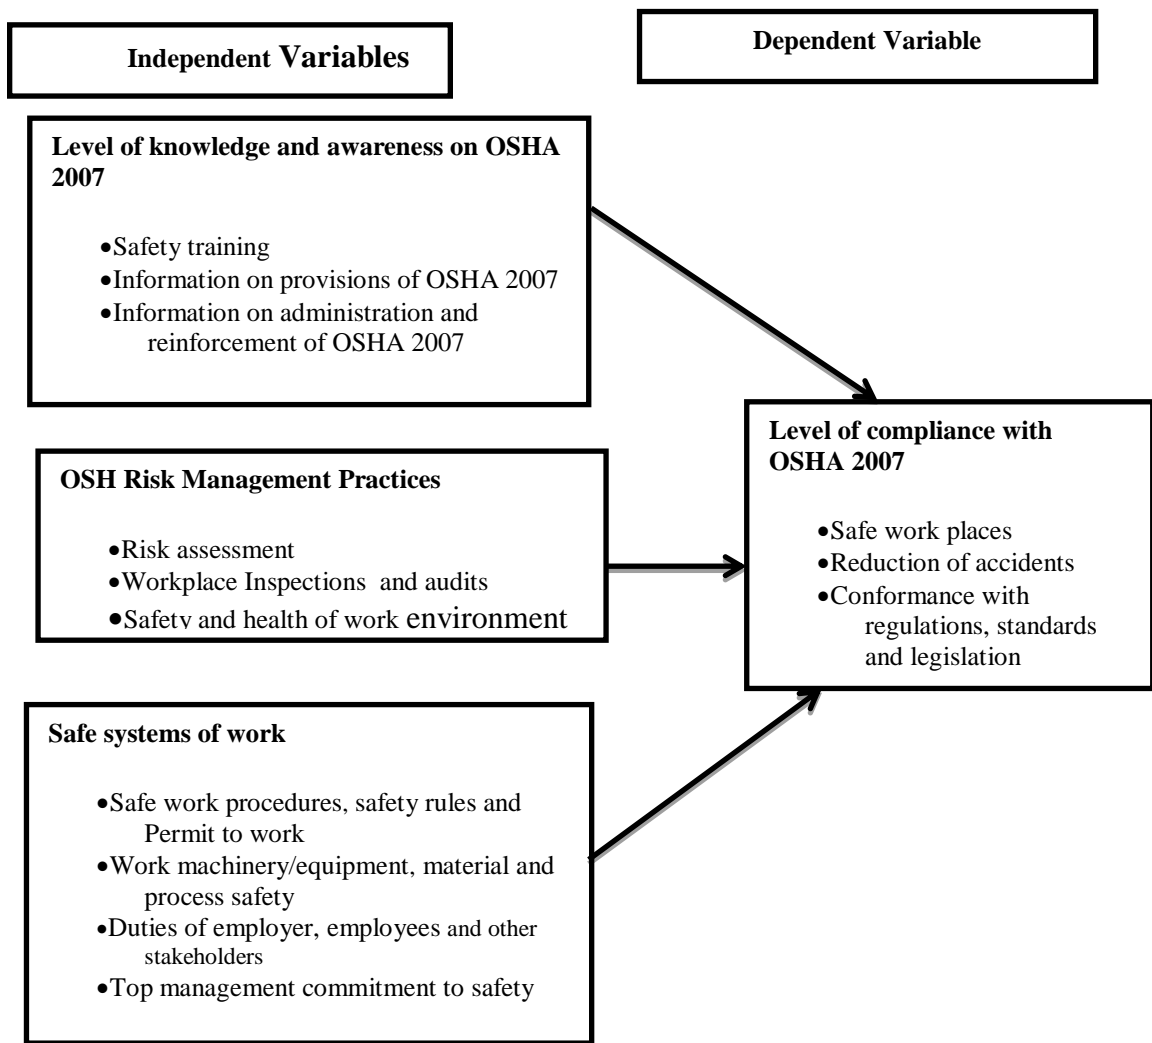 Independent Variables
Dependent Variable
Level of knowledge and awareness on OSHA
2007
•Safety training
•Information on provisions of OSHA 2007
•Information on administration and
reinforcement of OSHA 2007
OSH Risk Management Practices
•Risk assessment
•Workplace Inspections and audits
•Safety and health of work environment
Safe systems of work
•Safe work procedures, safety rules and
Permit to work
•Work machinery/equipment, material and
process safety
•Duties of employer, employees and other
stakeholders
•Top management commitment to safety
Level of compliance with
OSHA 2007
•Safe work places
•Reduction of accidents
•Conformance with
regulations, standards
and legislation